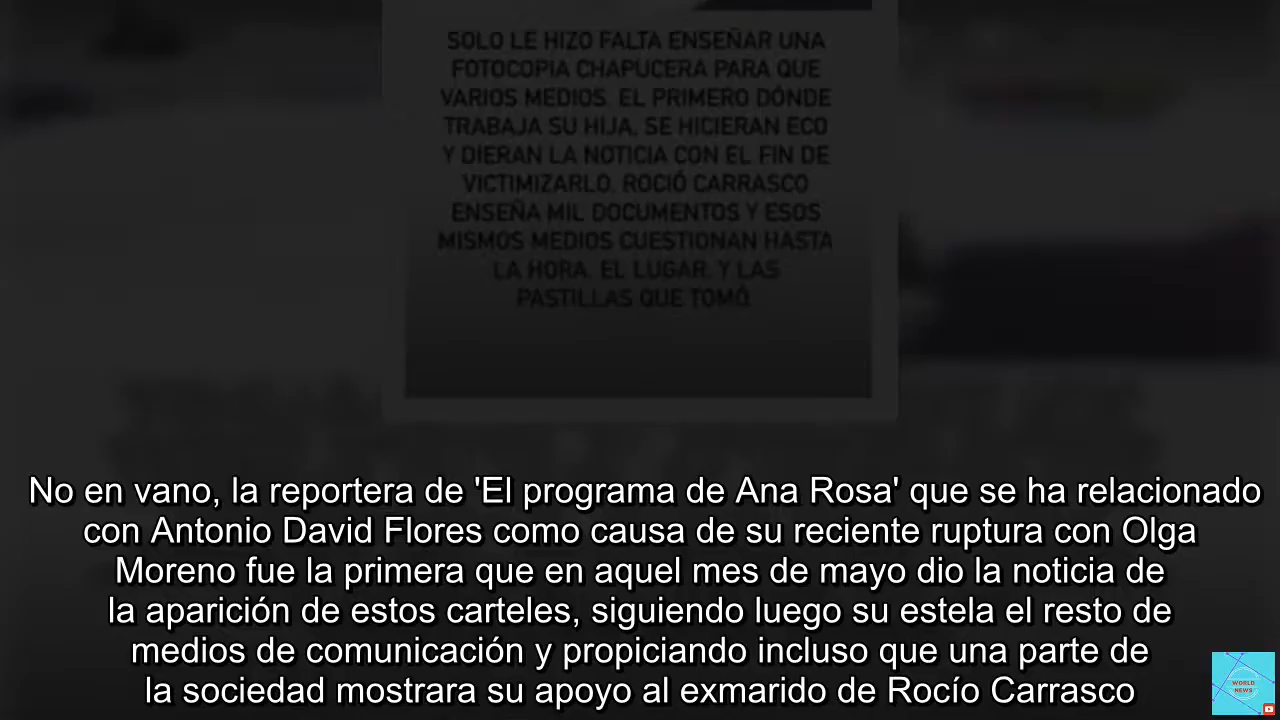 SOLO LE HIZO FALTA ENSEÑAR UNA
FOTOCOPIA CHAPUCERA PARA QUE
VARIOS MEDIOS. EL PRIMERO DÓNDE
TRABAJA SU HIJA, SE HICIERAN ECO
Y DIERAN LA NOTICIA CON EL FIN DE
VICTIMIZARLO. ROCIÓ CARRASCO
ENSEÑA MIL DOCUMENTOS Y ESOS
MISMOS MEDIOS CUESTIONAN HASTA
LA HORA. EL LUGAR. Y LAS
PASTILLAS QUE TOMÓ
No en vano, la reportera de 'El programa de Ana Rosa' que se ha relacionado
con Antonio David Flores como causa de su reciente ruptura con Olga
Moreno fue la primera que en aquel mes de mayo dio la noticia de
la aparición de estos carteles, siguiendo luego su estela el resto de
medios de comunicación y propiciando incluso que una parte de
la sociedad mostrara su apoyo al exmarido de Rocío Carrasco
WORLD
NEWS